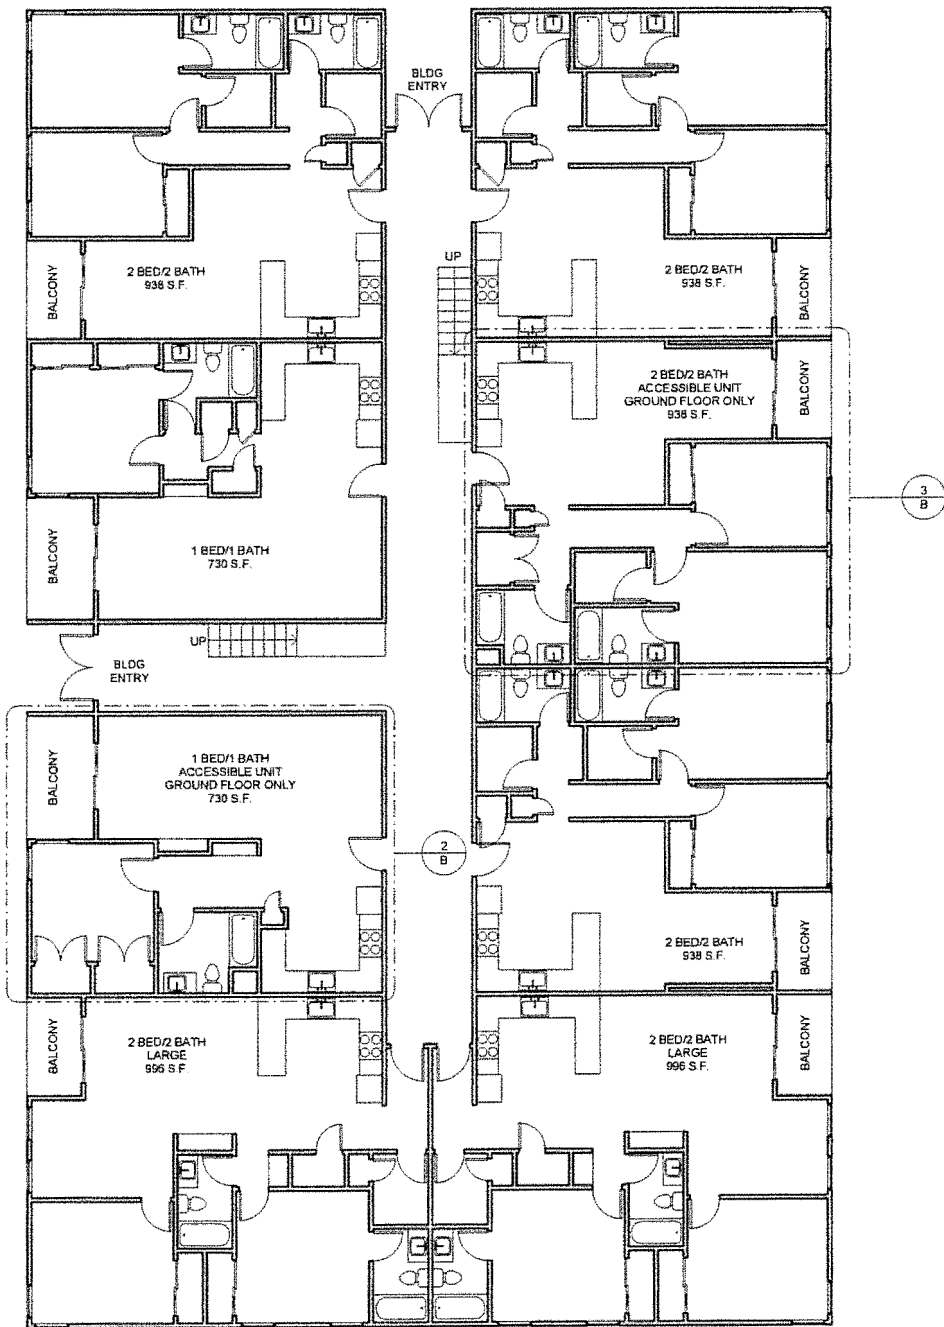 BLDG
ENTRY
BALCONY
2 BED/2 BATH
938 S.F.
UP
2 BED/2 BATH
938 S.F.
BALCONY
2 BED/2 BATH
ACCESSIBLE UNIT
GROUND FLOOR ONLY
938 S.F.
BALCONY
3
B
BALCONY
1 BED/1 BATH
730 S.F.
UP
BLDG
ENTRY
BALCONY
1 BED/1 BATH
ACCESSIBLE UNIT
GROUND FLOOR ONLY
730 S.F.
2
B
2 BED/2 BATH
938 S.F.
BALCONY
BALCONY
2 BED/2 BATH
LARGE
996 S.F.
2 BED/2 BATH
LARGE
996 S.F.
BALCONY